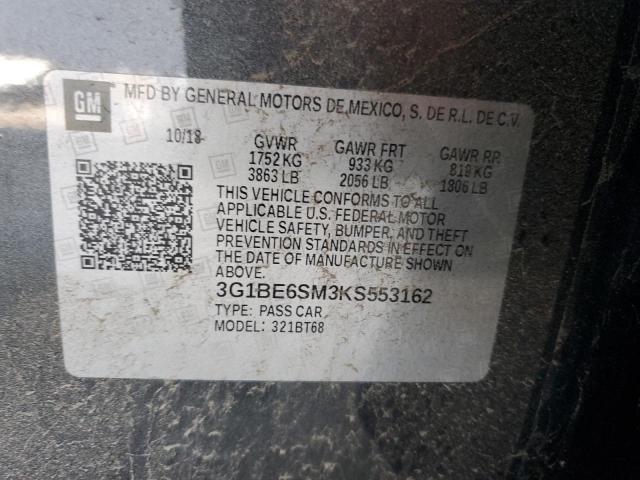 GM
MFD BY GENERAL MOTORS DE MEXICO, S. DE R.L. DE C.V.
10/18 GVWR GAWR FRT GAWR RR
1752 KG 933 KG 819 KG
3863 LB 2056 LB 1806 LB
THIS VEHICLE CONFORMS TO ALL
APPLICABLE U.S. FEDERAL MOTOR
VEHICLE SAFETY, BUMPER, AND THEFT
PREVENTION STANDARDS IN EFFECT ON
THE DATE OF MANUFACTURE SHOWN
ABOVE.
3G1BE6SM3KS553162
TYPE: PASS CAR
MODEL: 321BT68